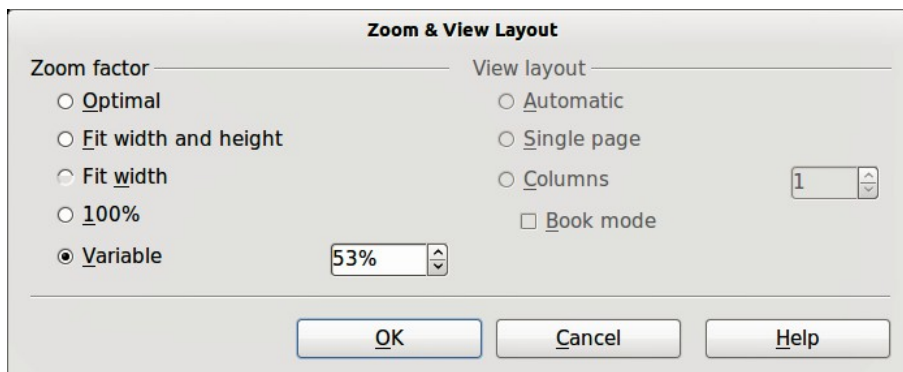 Zoom & View Layout
Zoom factor
Optimal
Fit width and height
Fit width
100%
Variable 53%
View layout
Automatic
Single page
Columns 1
Book mode
OK Cancel Help